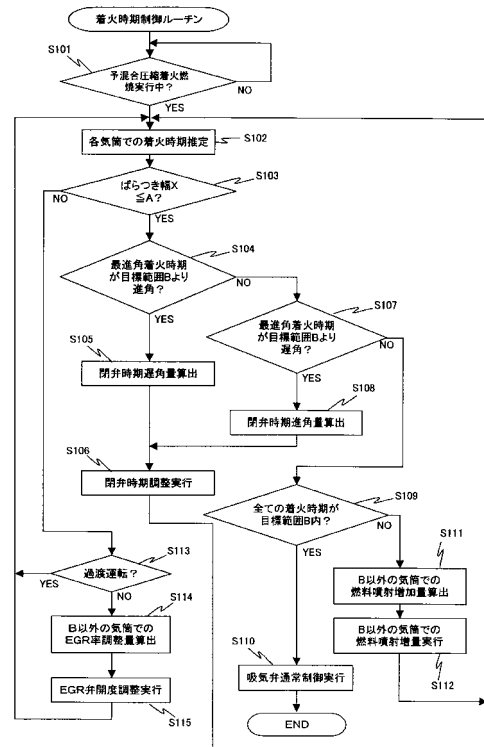 着火時期制御ルーチン
S101
予混合圧縮着火燃
焼実行中?
NO
YES
各気筒での着火時期推定
S102
ばらつき幅X
≦A?
S103
NO
YES
S104
最進角着火時期
が目標範囲Bより
進角?
NO
YES
S107
最進角着火時期
が目標範囲Bより
遅角?
NO
YES
S105
閉弁時期遅角量算出
S108
閉弁時期進角量算出
S106
閉弁時期調整実行
S109
全ての着火時期が
目標範囲B内?
NO
YES
S113
過渡運転?
YES
NO
S111
B以外の気筒での
燃料噴射増加量算出
S114
B以外の気筒での
EGR率調整量算出
B以外の気筒での
燃料噴射増量実行
S112
S110
吸気弁通常制御実行
EGR弁開度調整実行
S115
END